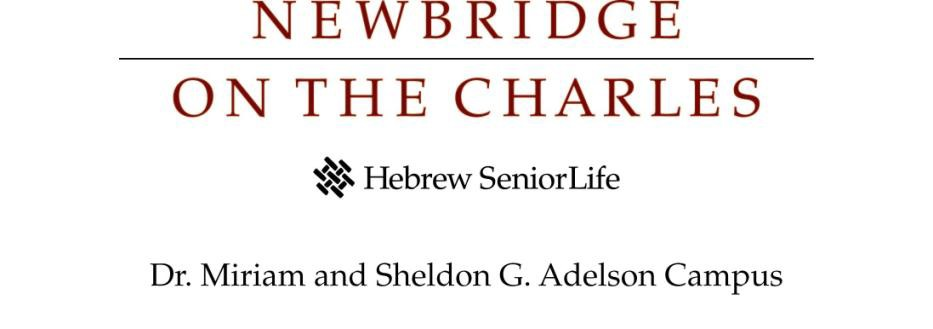 NEWBRIDGE
ON THE CHARLES
Hebrew SeniorLife
Dr. Miriam and Sheldon G. Adelson Campus